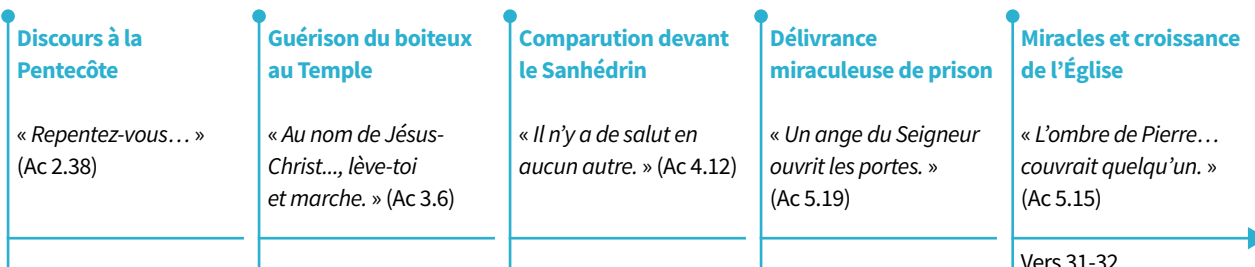 Discours à la
Pentecôte
« Repentez-vous… »
(Ac 2.38)
Guérison du boiteux
au Temple
« Au nom de Jésus-
Christ..., lève-toi
et marche. » (Ac 3.6)
Comparution devant
le Sanhédrin
« Il n’y a de salut en
aucun autre. » (Ac 4.12)
Délivrance
miraculeuse de prison
« Un ange du Seigneur
ouvrit les portes. »
(Ac 5.19)
Miracles et croissance
de l’Église
« L’ombre de Pierre…
couvrait quelqu’un. »
(Ac 5.15)
Vers 31-32